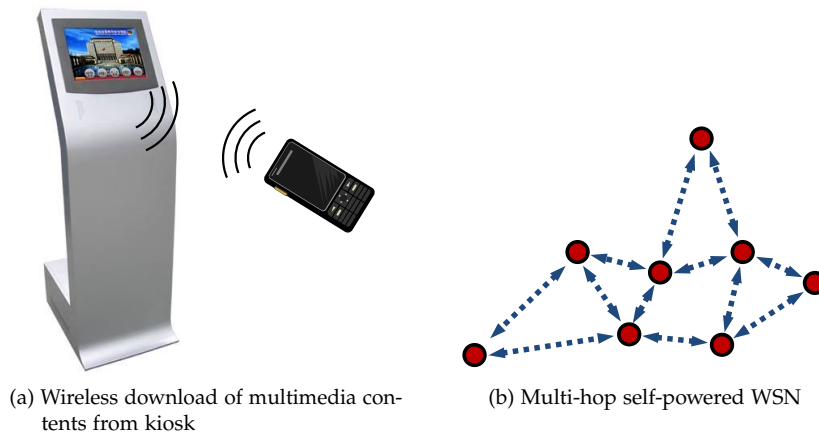 (a) Wireless download of multimedia con-
tents from kiosk
(b) Multi-hop self-powered WSN